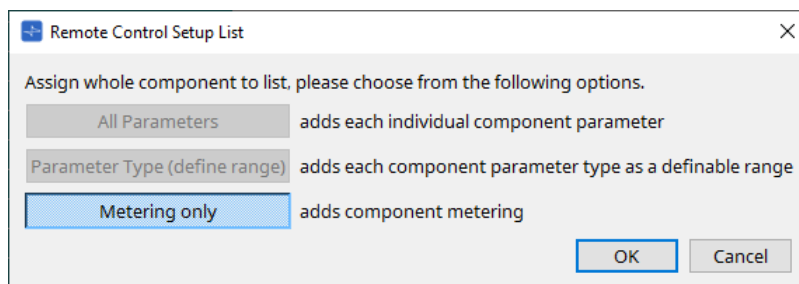 Remote Control Setup List
Assign whole component to list, please choose from the following options.
All Parameters adds each individual component parameter
Parameter Type (define range) adds each component parameter type as a definable range
Metering only adds component metering
OK Cancel